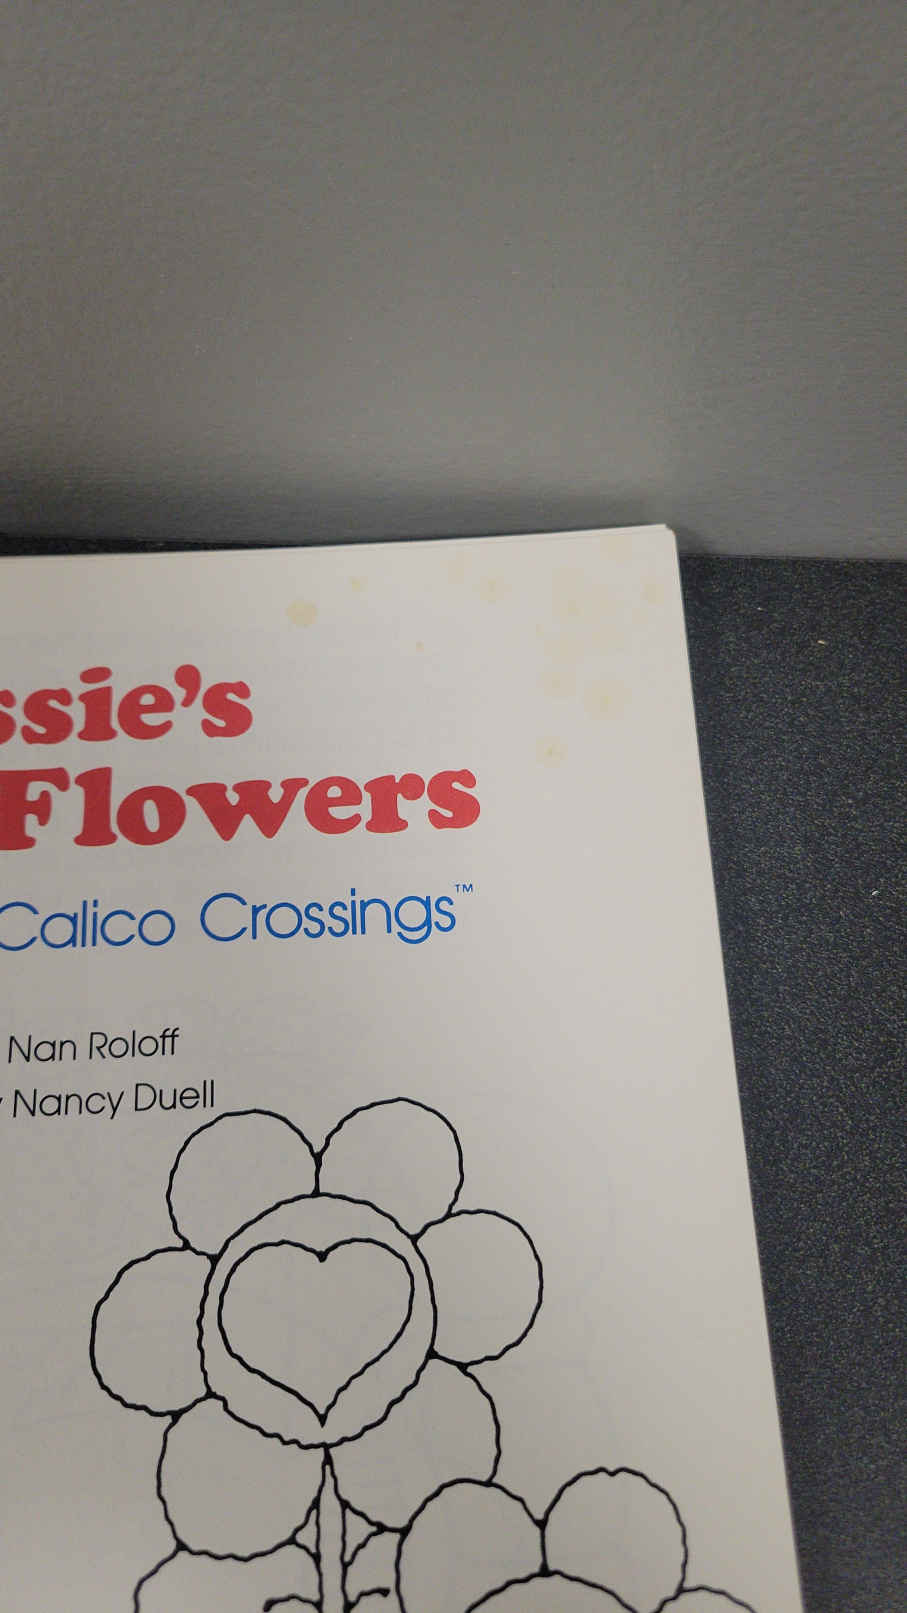 ssie's
Flowers
Calico Crossings™
Nan Roloff
y Nancy Duell